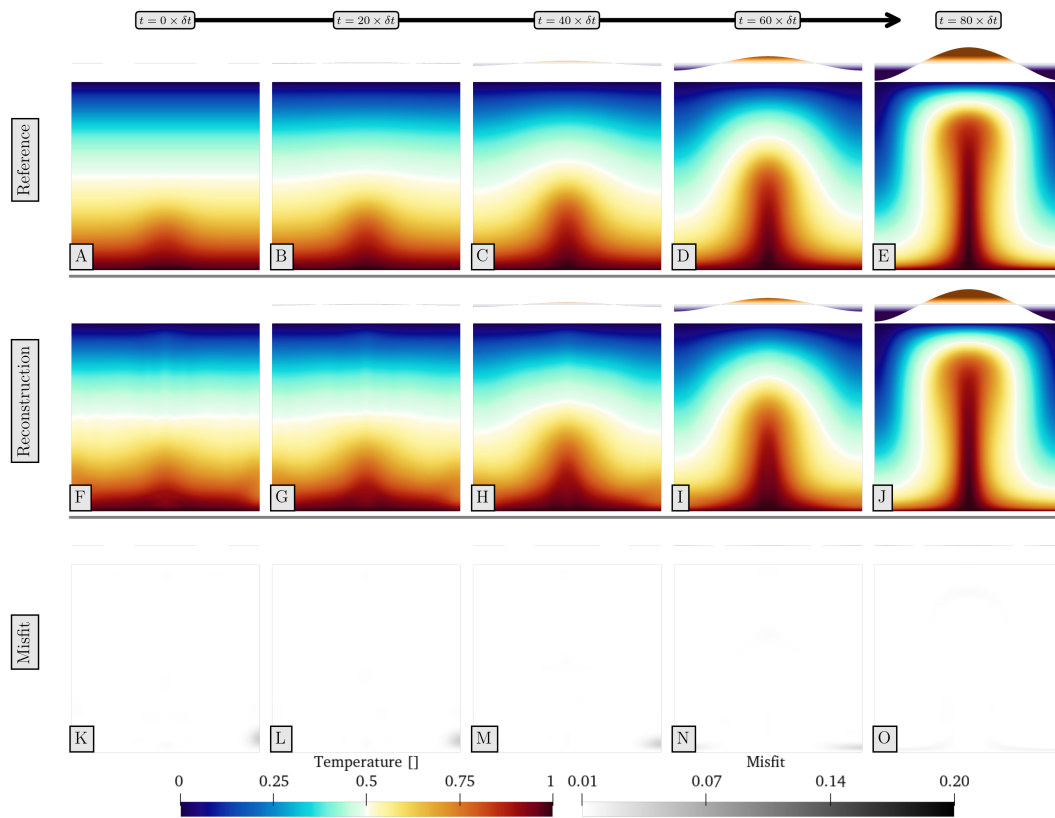 t = 0 × δt
t = 20 × δt
t = 40 × δt
t = 60 × δt
t = 80 × δt
Reference
A
B
C
D
E
Reconstruction
F
G
H
I
J
Misfit
K
L
M
N
O
Temperature []
0
0.25
0.5
0.75
1
Misfit
0.01
0.07
0.14
0.20